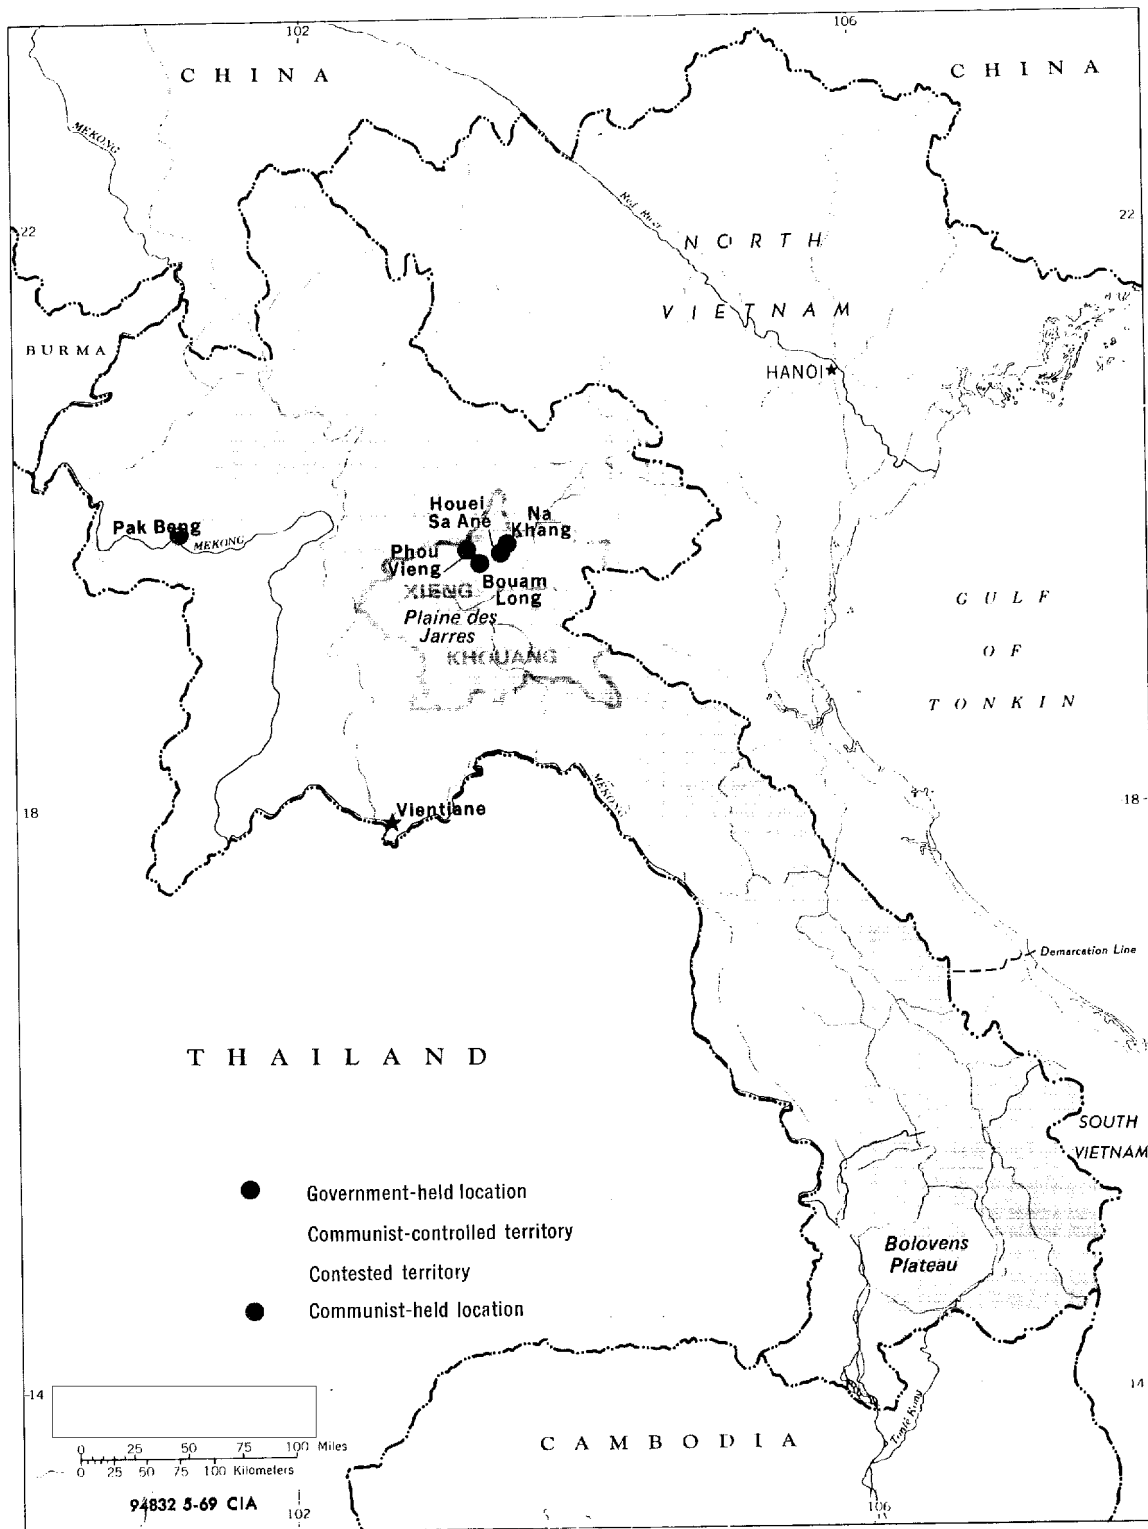 102
106
CHINA
CHINA
MEKONG
Red River
22
22
NORTH
VIETNAM
BURMA
HANOI
Houei
Sa Ane
Na
Khang
Pak Beng
MEKONG
Phou
Vieng
Bouam
Long
XIENG
Plaine des
Jarres
KHOUANG
GULF
OF
TONKIN
MEKONG
Vientiane
18
18
Demarcation Line
THAILAND
SOUTH
VIETNAM
Government-held location
Communist-controlled territory
Contested territory
Communist-held location
Bolovens
Plateau
14
14
Tonle Kong
CAMBODIA
0 25 50 75 100 Miles
0 25 50 75 100 Kilometers
94832 5-69 CIA
102
106